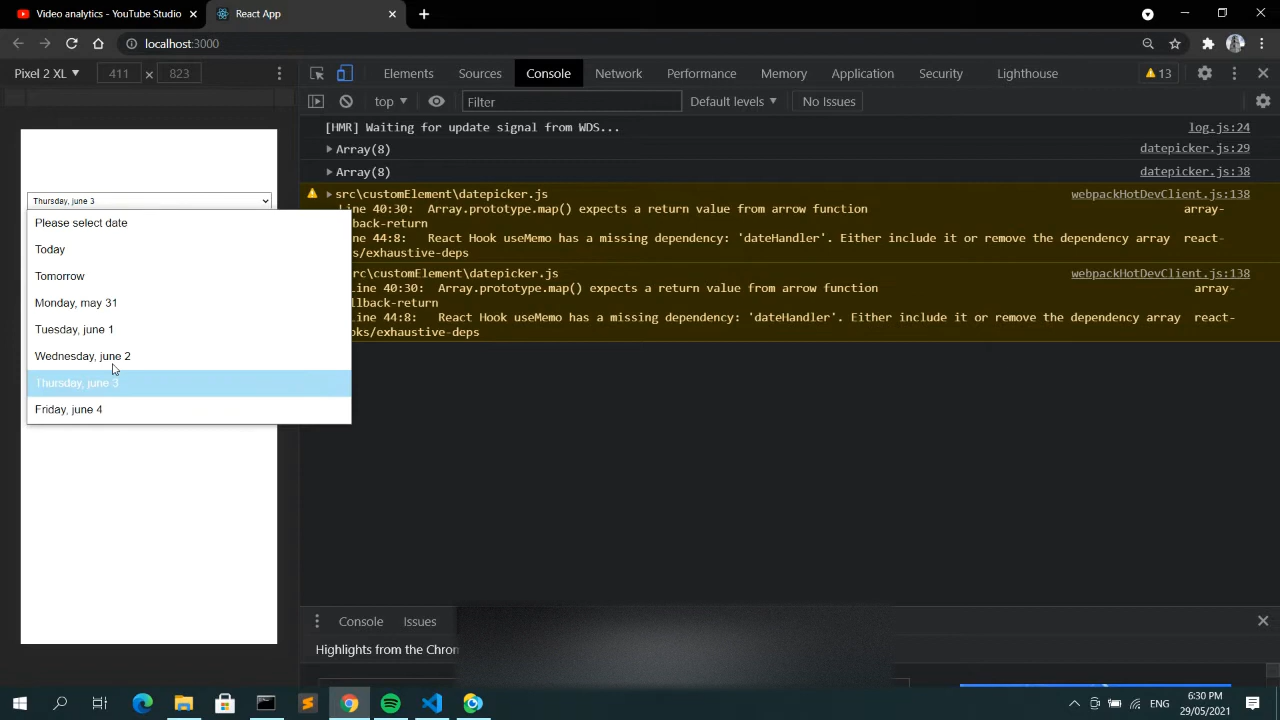 Video analytics - YouTube Studio
React App
localhost:3000
Pixel 2 XL
411 × 823
Elements Sources Console Network Performance Memory Application Security Lighthouse 13
top Filter Default levels No Issues
[HMR] Waiting for update signal from WDS... log.js:24
Array(8) datepicker.js:29
Array(8) datepicker.js:38
src\customElement\datepicker.js webpackHotDevClient.js:138
Line 40:30: Array.prototype.map() expects a return value from arrow function array-
back-return
Line 44:8: React Hook useMemo has a missing dependency: 'dateHandler'. Either include it or remove the dependency array react-
s/exhaustive-deps
rc\customElement\datepicker.js webpackHotDevClient.js:138
ine 40:30: Array.prototype.map() expects a return value from arrow function array-
llback-return
ine 44:8: React Hook useMemo has a missing dependency: 'dateHandler'. Either include it or remove the dependency array react-
oks/exhaustive-deps
Thursday, june 3
Please select date
Today
Tomorrow
Monday, may 31
Tuesday, june 1
Wednesday, june 2
Thursday, june 3
Friday, june 4
Console Issues
Highlights from the Chron
ENG
6:30 PM
29/05/2021